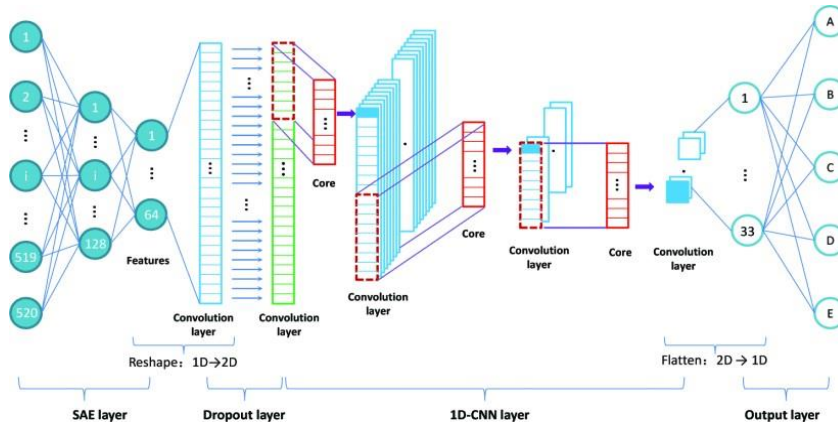 1
2
i
519
520
1
i
128
1
64
Features
Convolution
layer
Convolution
layer
Core
Convolution
layer
Core
Convolution
layer
Core
Convolution
layer
1
33
A
B
C
D
E
Reshape: 1D→2D
Flatten: 2D → 1D
SAE layer
Dropout layer
1D-CNN layer
Output layer